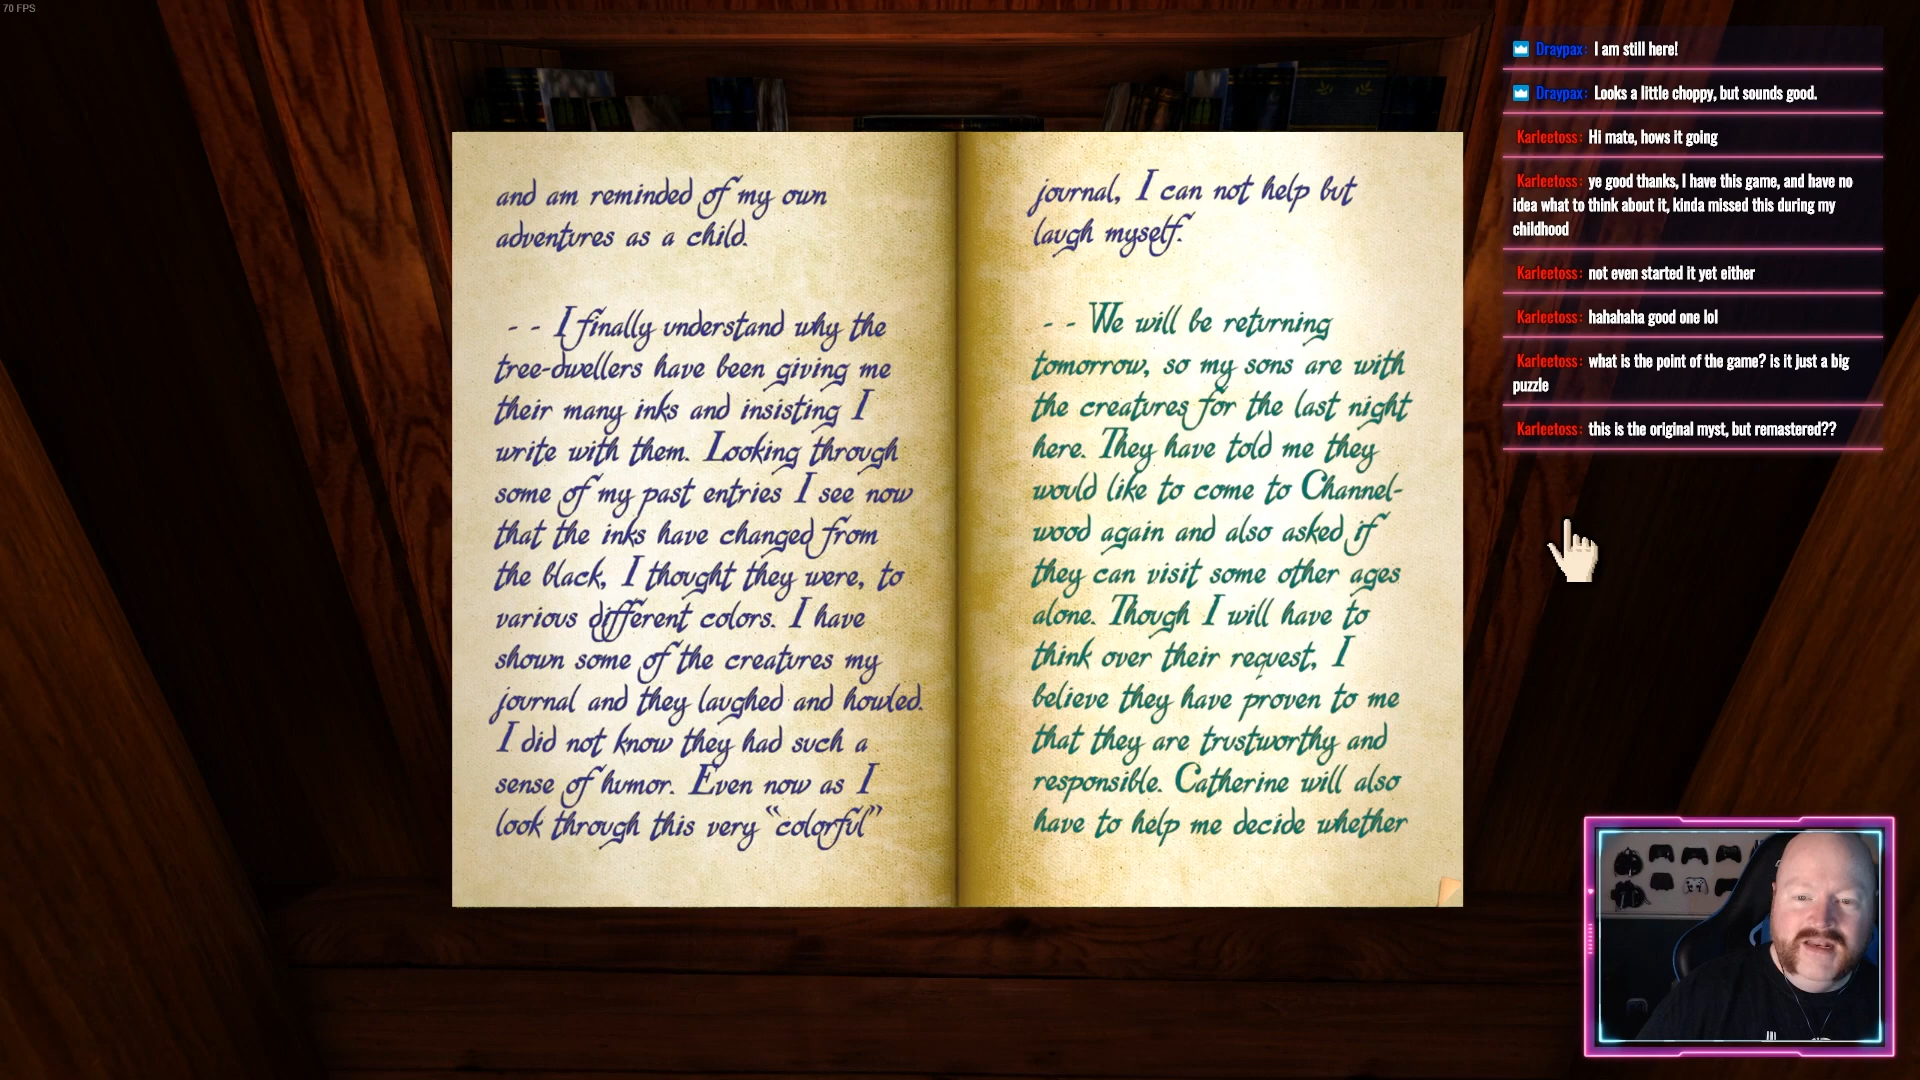 70 FPS
and am reminded of my own
adventures as a child.
- - I finally understand why the
tree-dwellers have been giving me
their many inks and insisting I
write with them. Looking through
some of my past entries I see now
that the inks have changed from
the black, I thought they were, to
various different colors. I have
shown some of the creatures my
journal and they laughed and howled.
I did not know they had such a
sense of humor. Even now as I
look through this very "colorful"
journal, I can not help but
laugh myself.
- - We will be returning
tomorrow, so my sons are with
the creatures for the last night
here. They have told me they
would like to come to Channel-
wood again and also asked if
they can visit some other ages
alone. Though I will have to
think over their request, I
believe they have proven to me
that they are trustworthy and
responsible. Catherine will also
have to help me decide whether
Draypax: I am still here!
Draypax: Looks a little choppy, but sounds good.
Karleetoss: Hi mate, hows it going
Karleetoss: ye good thanks, I have this game, and have no
idea what to think about it, kinda missed this during my
childhood
Karleetoss: not even started it yet either
Karleetoss: hahahaha good one lol
Karleetoss: what is the point of the game? is it just a big
puzzle
Karleetoss: this is the original myst, but remastered??